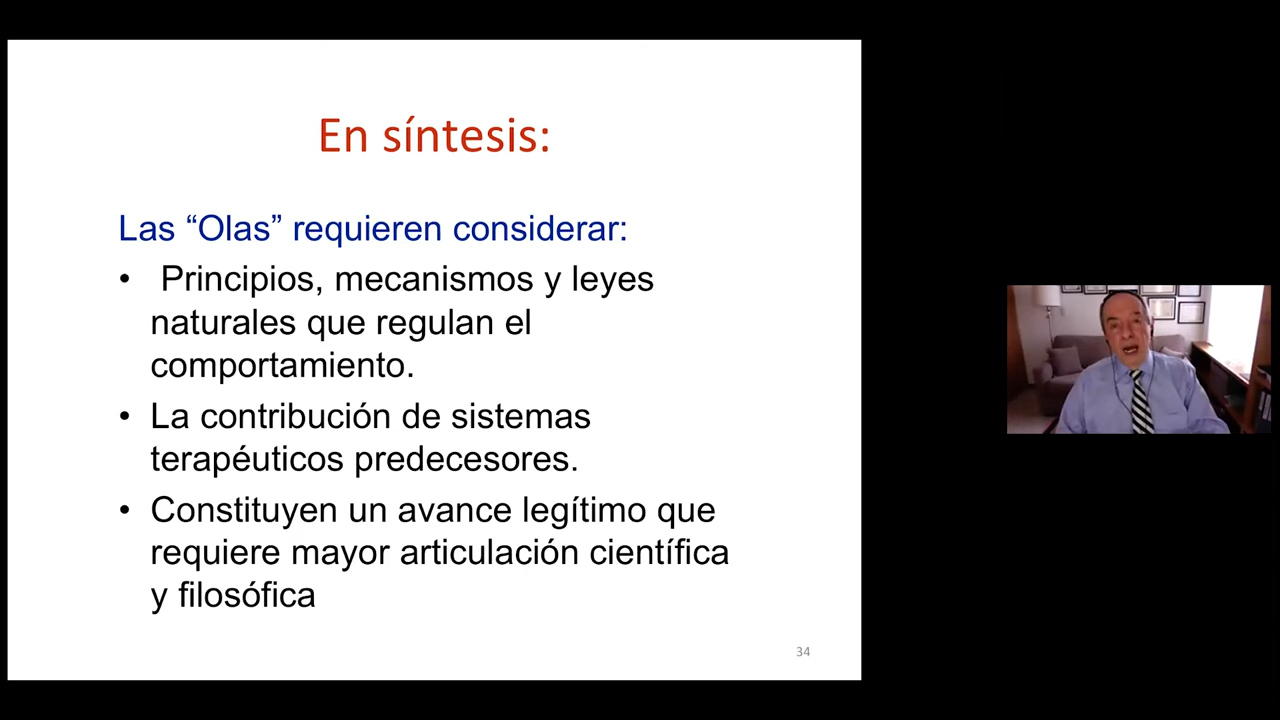 En síntesis:
Las “Olas” requieren considerar:
• Principios, mecanismos y leyes
naturales que regulan el
comportamiento.
• La contribución de sistemas
terapéuticos predecesores.
• Constituyen un avance legítimo que
requiere mayor articulación científica
y filosófica
34